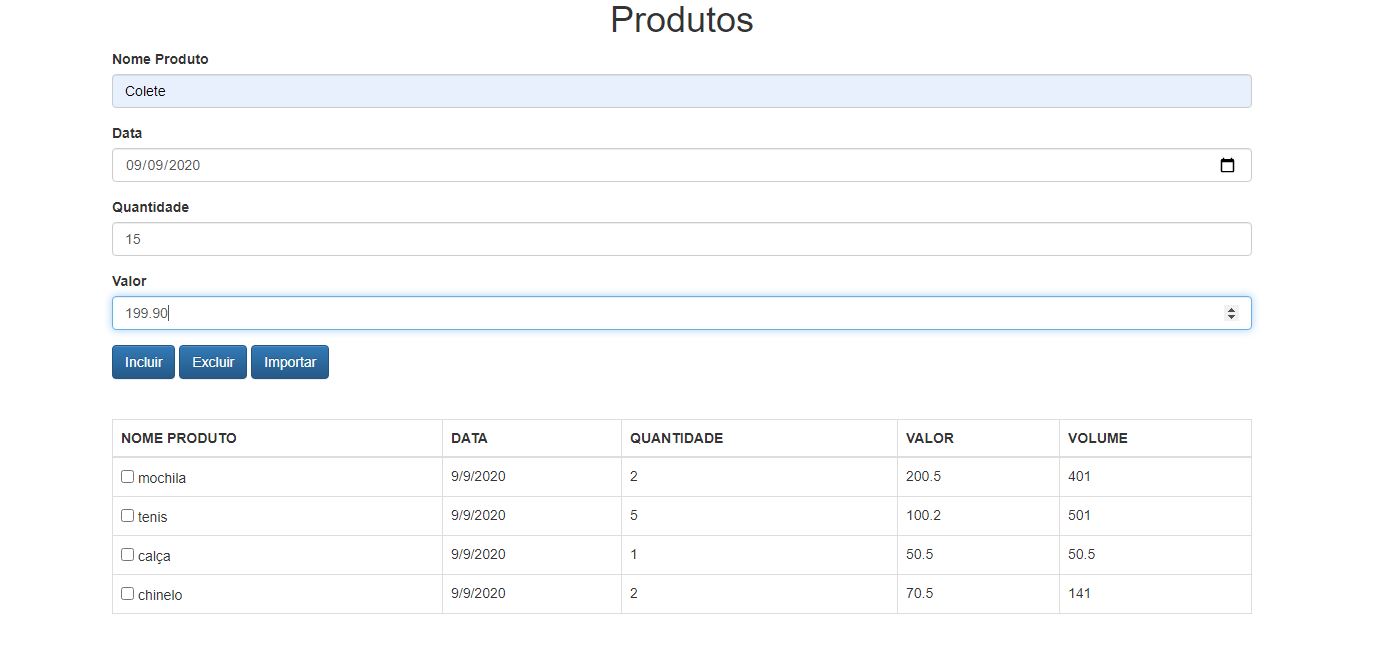 Produtos
Nome Produto
Colete
Data
09/09/2020
Quantidade
15
Valor
199.90
Incluir Excluir Importar
NOME PRODUTO DATA QUANTIDADE VALOR VOLUME
mochila 9/9/2020 2 200.5 401
tenis 9/9/2020 5 100.2 501
calça 9/9/2020 1 50.5 50.5
chinelo 9/9/2020 2 70.5 141